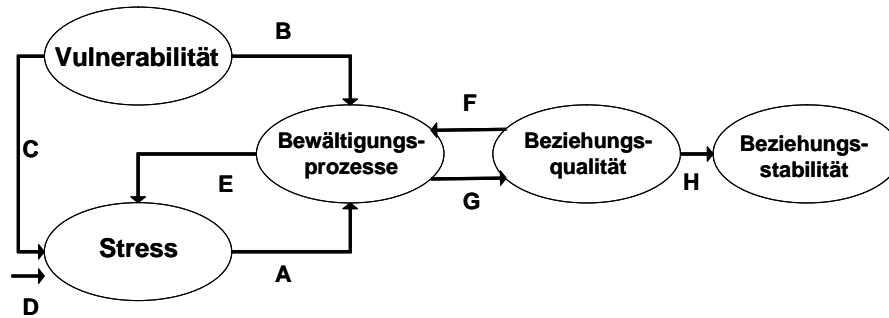 B
Vulnerabilität
F
C
Bewältigungs-
prozesse
Beziehungs-
qualität
Beziehungs-
stabilität
E
G
H
Stress
A
D